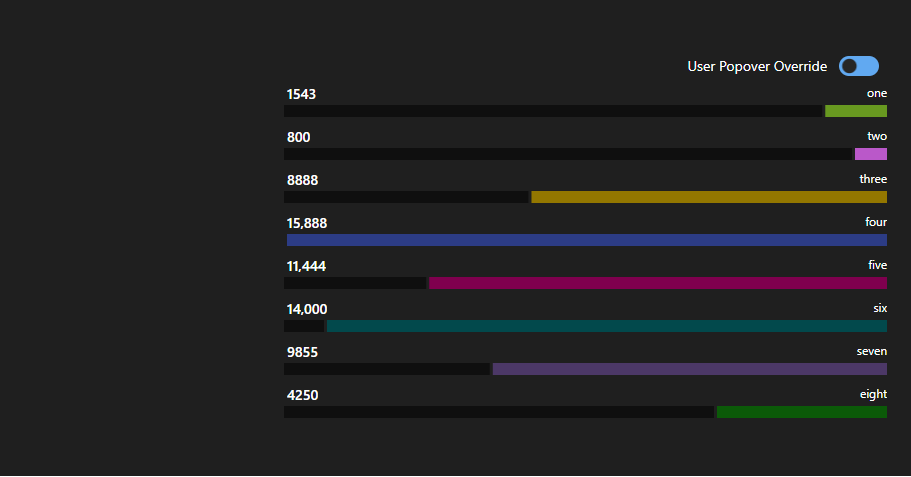 User Popover Override
1543 one
800 two
8888 three
15,888 four
11,444 five
14,000 six
9855 seven
4250 eight